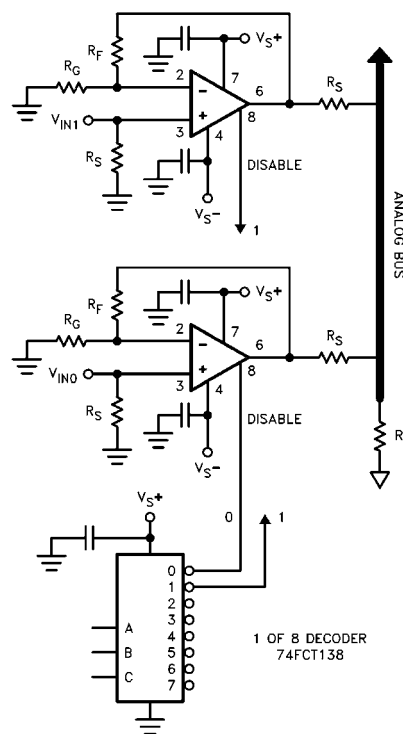 V_S+
R_F
R_G
2
7
6
R_S
-
V_IN1
+
8
3
4
R_S
DISABLE
V_S-
1
ANALOG BUS
V_S+
R_F
R_G
2
7
6
R_S
-
V_IN0
+
8
3
4
R_S
DISABLE
R
V_S-
V_S+
0
1
0
1
2
A
3
4
B
5
C
6
7
1 OF 8 DECODER
74FCT138